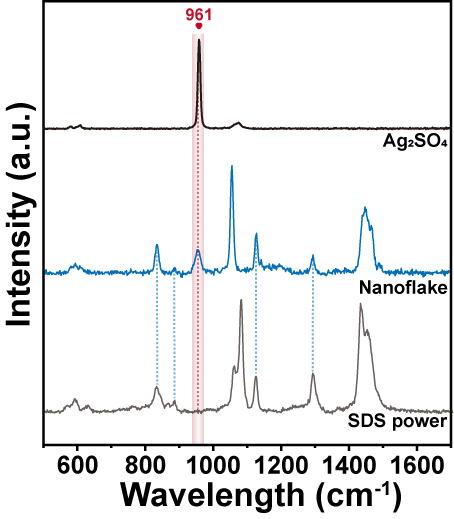 961
Ag₂SO₄
Nanoflake
SDS power
Intensity (a.u.)
600 800 1000 1200 1400 1600
Wavelength (cm⁻¹)